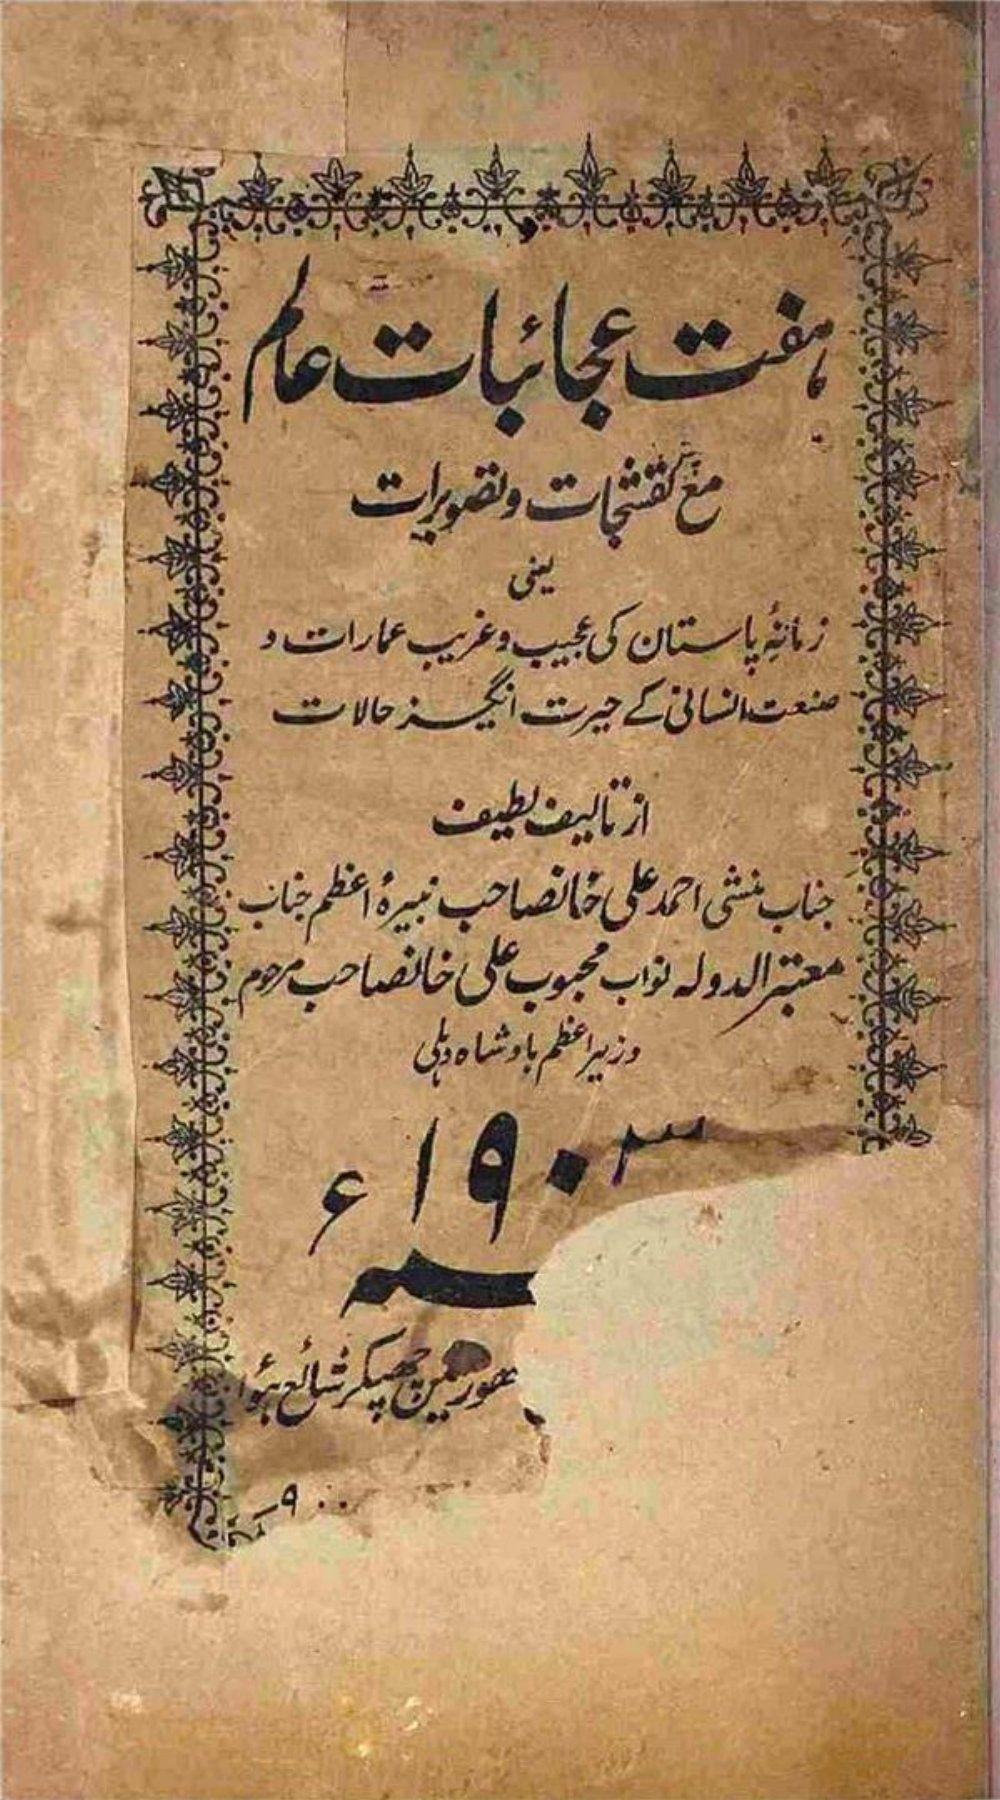 ہفت عجائبات عالم
مع نقشجات و تصویرات
یعنی
زمانۂ پاستان کی عجیب و غریب عمارات و
صنعت انسانی کے حیرت انگیز حالات
از تالیف لطیف
جناب منشی احمد علی خانصاحب نبیرۂ اعظم جناب
معتبر الدولہ نواب محبوب علی خانصاحب مرحوم
وزیر اعظم بادشاہ دہلی
۱۹۰۳ء
میں چھپکر شائع ہوا